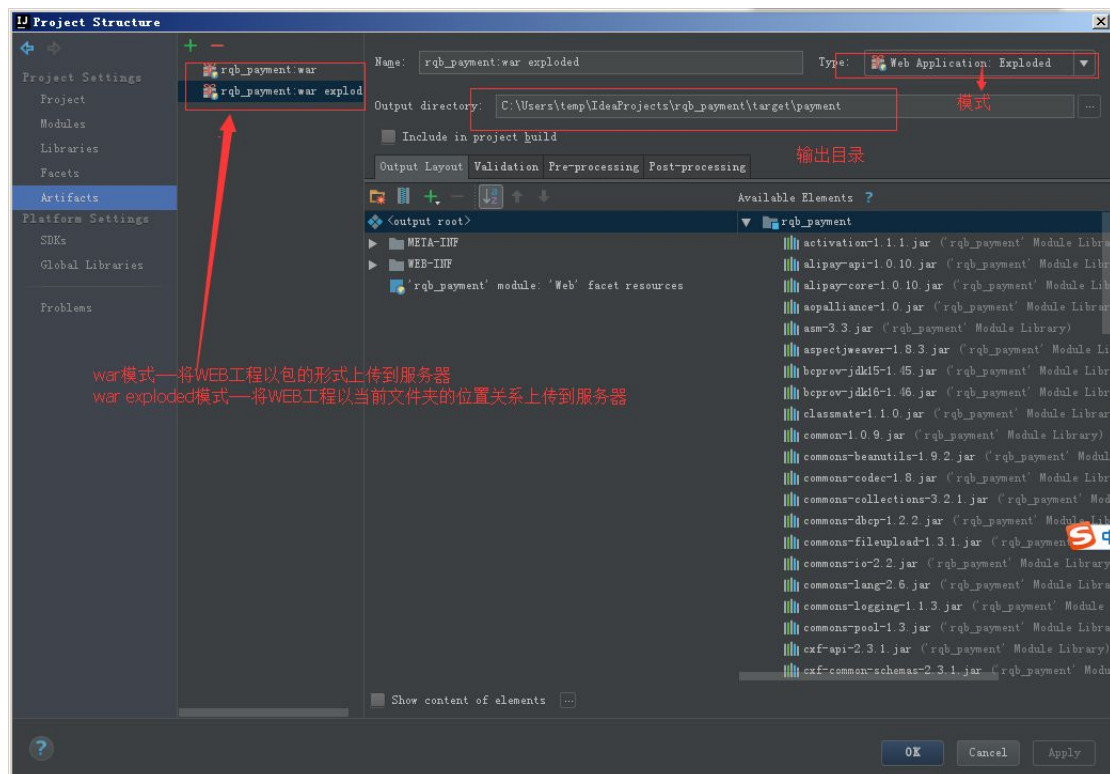 Project Structure
Project Settings
Project
Modules
Libraries
Facets
Artifacts
Platform Settings
SDKs
Global Libraries
Problems
rqb_payment:war
rqb_payment:war explod
Name: rqb_payment:war exploded
Type: Web Application: Exploded
模式
Output directory: C:\Users\temp\IdeaProjects\rqb_payment\target\payment
Include in project build
输出目录
Output Layout Validation Pre-processing Post-processing
Available Elements ?
<output root>
META-INF
WEB-INF
'rqb_payment' module: 'Web' facet resources
rqb_payment
activation-1.1.1.jar ('rqb_payment' Module Libra
alipay-api-1.0.10.jar ('rqb_payment' Module Libr
alipay-core-1.0.10.jar ('rqb_payment' Module Lib
aopalliance-1.0.jar ('rqb_payment' Module Librar
asm-3.3.jar ('rqb_payment' Module Library)
aspectjweaver-1.8.3.jar ('rqb_payment' Module Li
bcprov-jdk15-1.45.jar ('rqb_payment' Module Libr
bcprov-jdk16-1.46.jar ('rqb_payment' Module Libr
classmate-1.1.0.jar ('rqb_payment' Module Librar
common-1.0.9.jar ('rqb_payment' Module Library)
commons-beanutils-1.9.2.jar ('rqb_payment' Modul
commons-codec-1.8.jar ('rqb_payment' Module Libr
commons-collections-3.2.1.jar ('rqb_payment' Mod
commons-dbcp-1.2.2.jar ('rqb_payment' Module Lib
commons-fileupload-1.3.1.jar ('rqb_paymen
commons-io-2.2.jar ('rqb_payment' Module Library
commons-lang-2.6.jar ('rqb_payment' Module Libra
commons-logging-1.1.3.jar ('rqb_payment' Module
commons-pool-1.3.jar ('rqb_payment' Module Libra
cxf-api-2.3.1.jar ('rqb_payment' Module Library)
cxf-common-schemas-2.3.1.jar ('rqb_payment' Modu
war模式——将WEB工程以包的形式上传到服务器
war exploded模式——将WEB工程以当前文件夹的位置关系上传到服务器
Show content of elements ...
? OK Cancel Apply